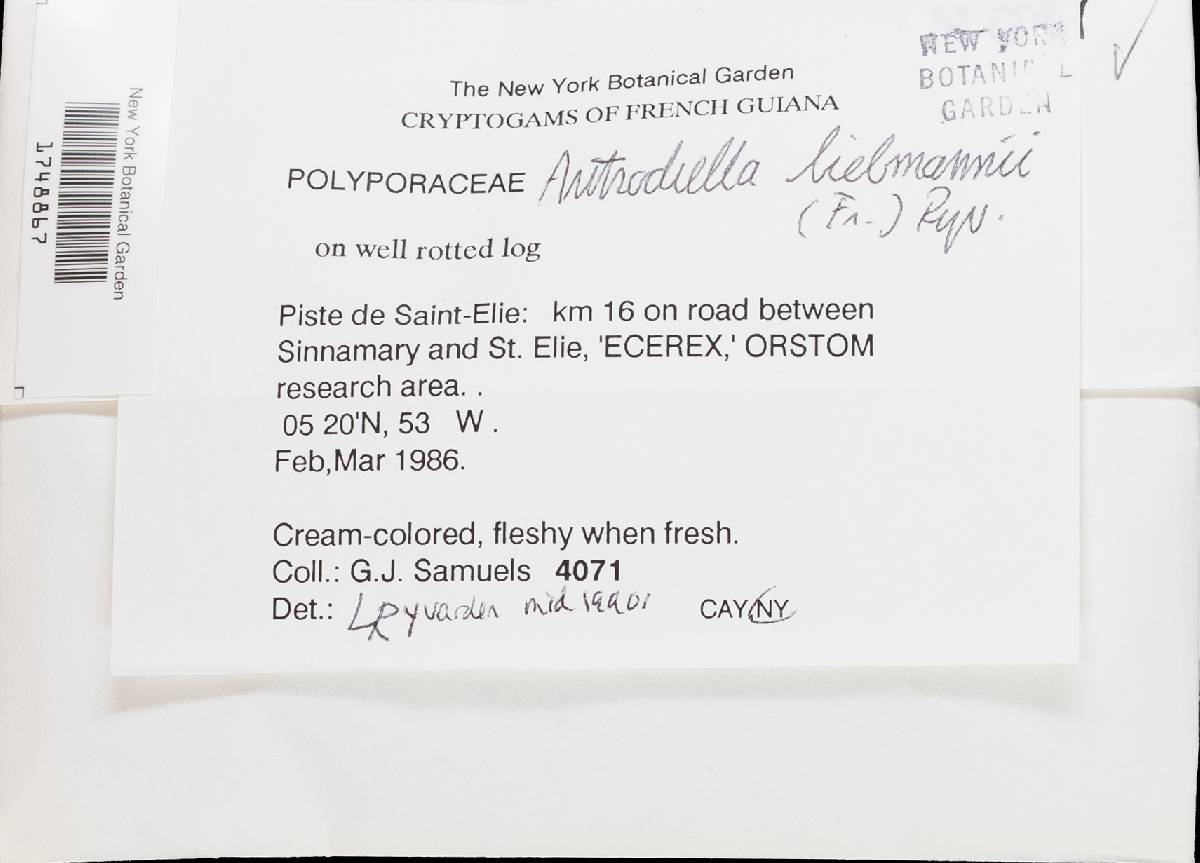 NEW YORK
BOTANICAL
GARDEN
New York Botanical Garden
1748867
The New York Botanical Garden
CRYPTOGAMS OF FRENCH GUIANA
POLYPORACEAE Antrodiella liebmannii
(Fr.) Ryv.
on well rotted log
Piste de Saint-Elie: km 16 on road between
Sinnamary and St. Elie, 'ECEREX,' ORSTOM
research area. .
05 20'N, 53 W .
Feb,Mar 1986.
Cream-colored, fleshy when fresh.
Coll.: G.J. Samuels 4071
Det.: LRyvarden mid 1990s CAY,NY